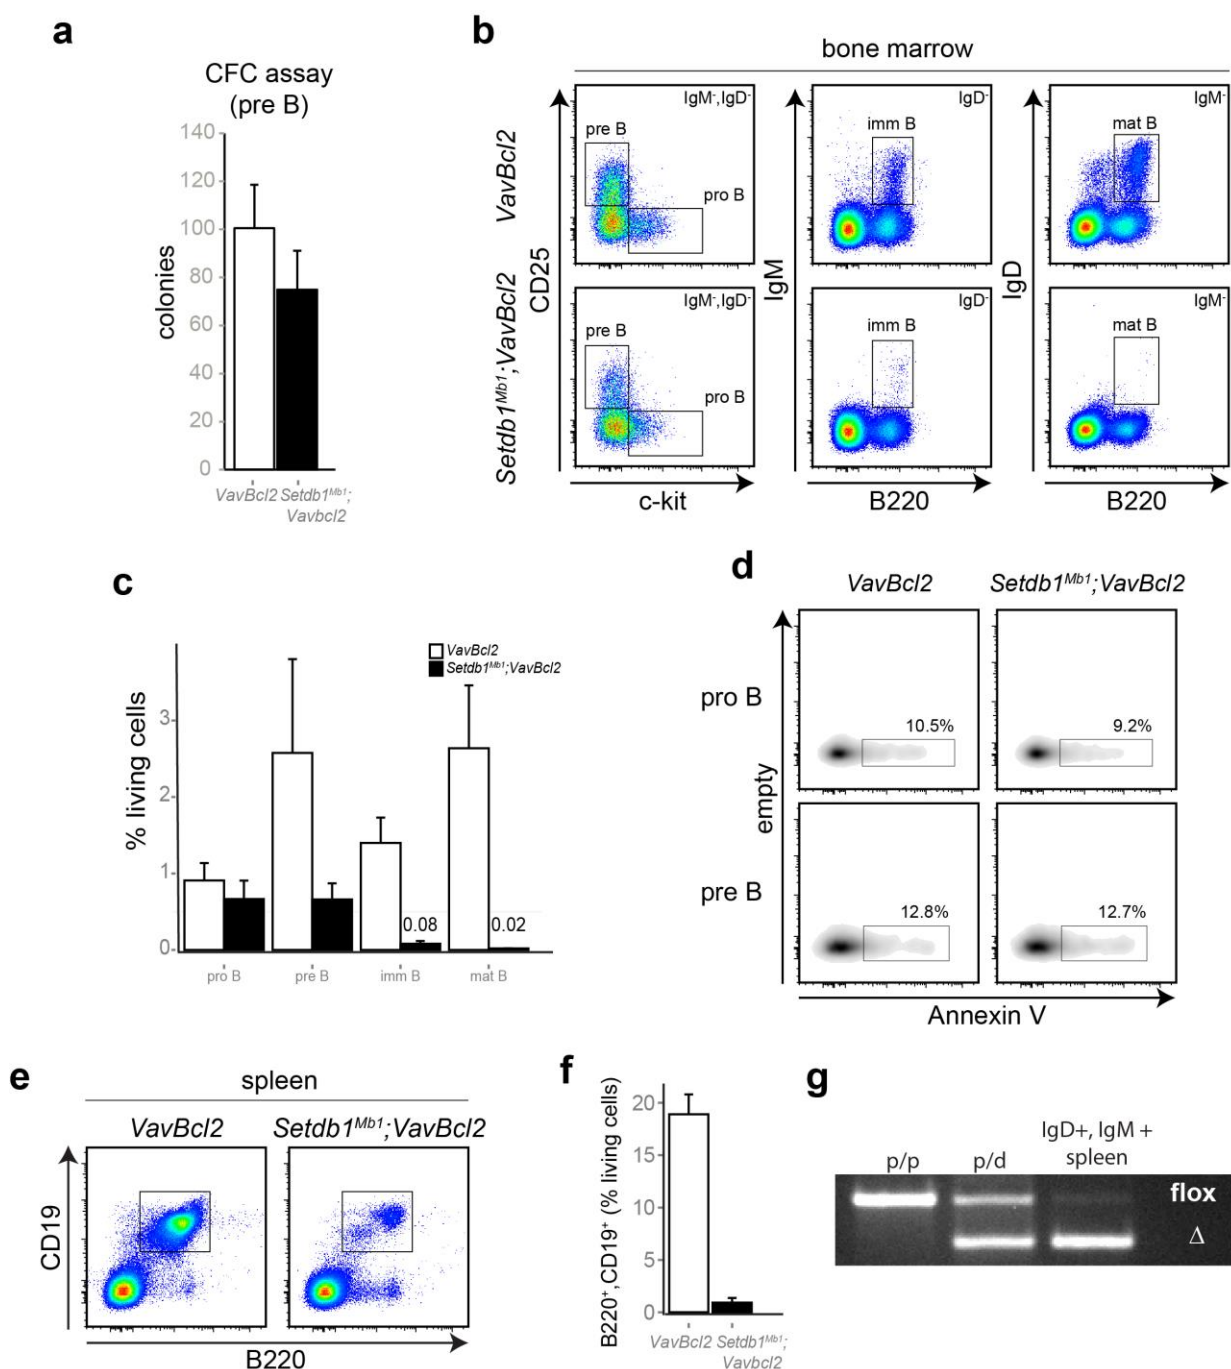 a
CFC assay
(pre B)
140
120
100
80
60
40
20
0
colonies
VavBcl2 Setdb1ᴹᵇ¹;
Vavbcl2
b
bone marrow
VavBcl2
Setdb1ᴹᵇ¹;VavBcl2
CD25
IgM
IgD
IgM⁻,IgD⁻
pre B
pro B
IgD⁻
imm B
IgM⁻
mat B
IgM⁻,IgD⁻
pre B
pro B
IgD⁻
imm B
IgM⁻
mat B
c-kit
B220
B220
c
VavBcl2
Setdb1ᴹᵇ¹;VavBcl2
% living cells
3
2
1
0
0.08
0.02
pro B
pre B
imm B
mat B
d
VavBcl2
Setdb1ᴹᵇ¹;VavBcl2
pro B
10.5%
9.2%
empty
pre B
12.8%
12.7%
Annexin V
e
spleen
VavBcl2
Setdb1ᴹᵇ¹;VavBcl2
CD19
B220
f
B220⁺,CD19⁺ (% living cells)
20
15
10
5
0
VavBcl2 Setdb1ᴹᵇ¹;
Vavbcl2
g
p/p
p/d
IgD+, IgM +
spleen
flox
Δ